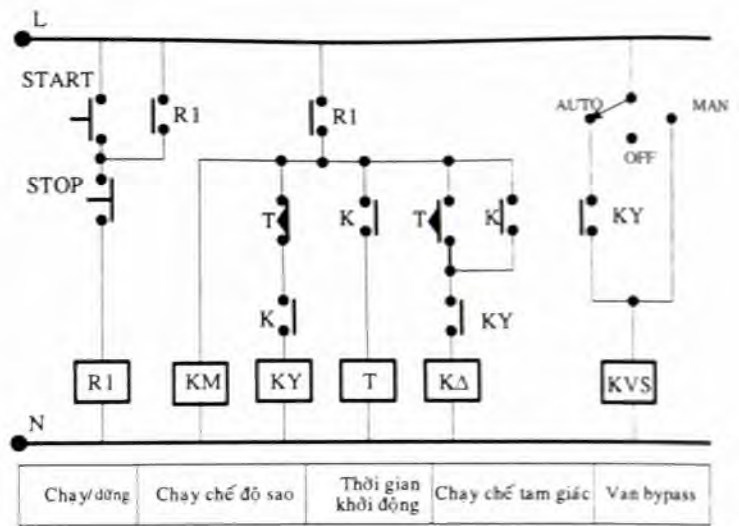 L
START
R1
R1
AUTO
MAN
OFF
STOP
T
K
T
K
KY
K
KY
R1
KM
KY
T
KΔ
KVS
N
Chạy/dừng
Chạy chế độ sao
Thời gian
khởi động
Chạy chế tam giác
Van bypass